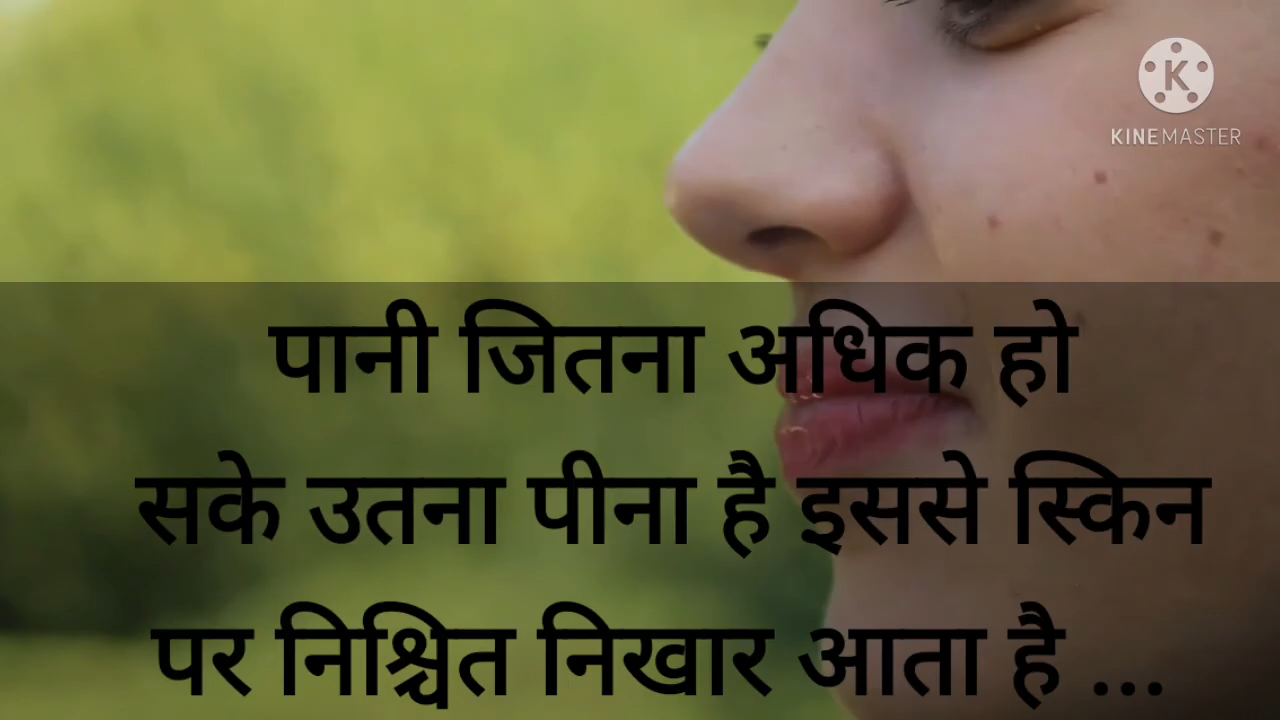 KINEMASTER
पानी जितना अधिक हो
सके उतना पीना है इससे स्किन
पर निश्चित निखार आता है ...